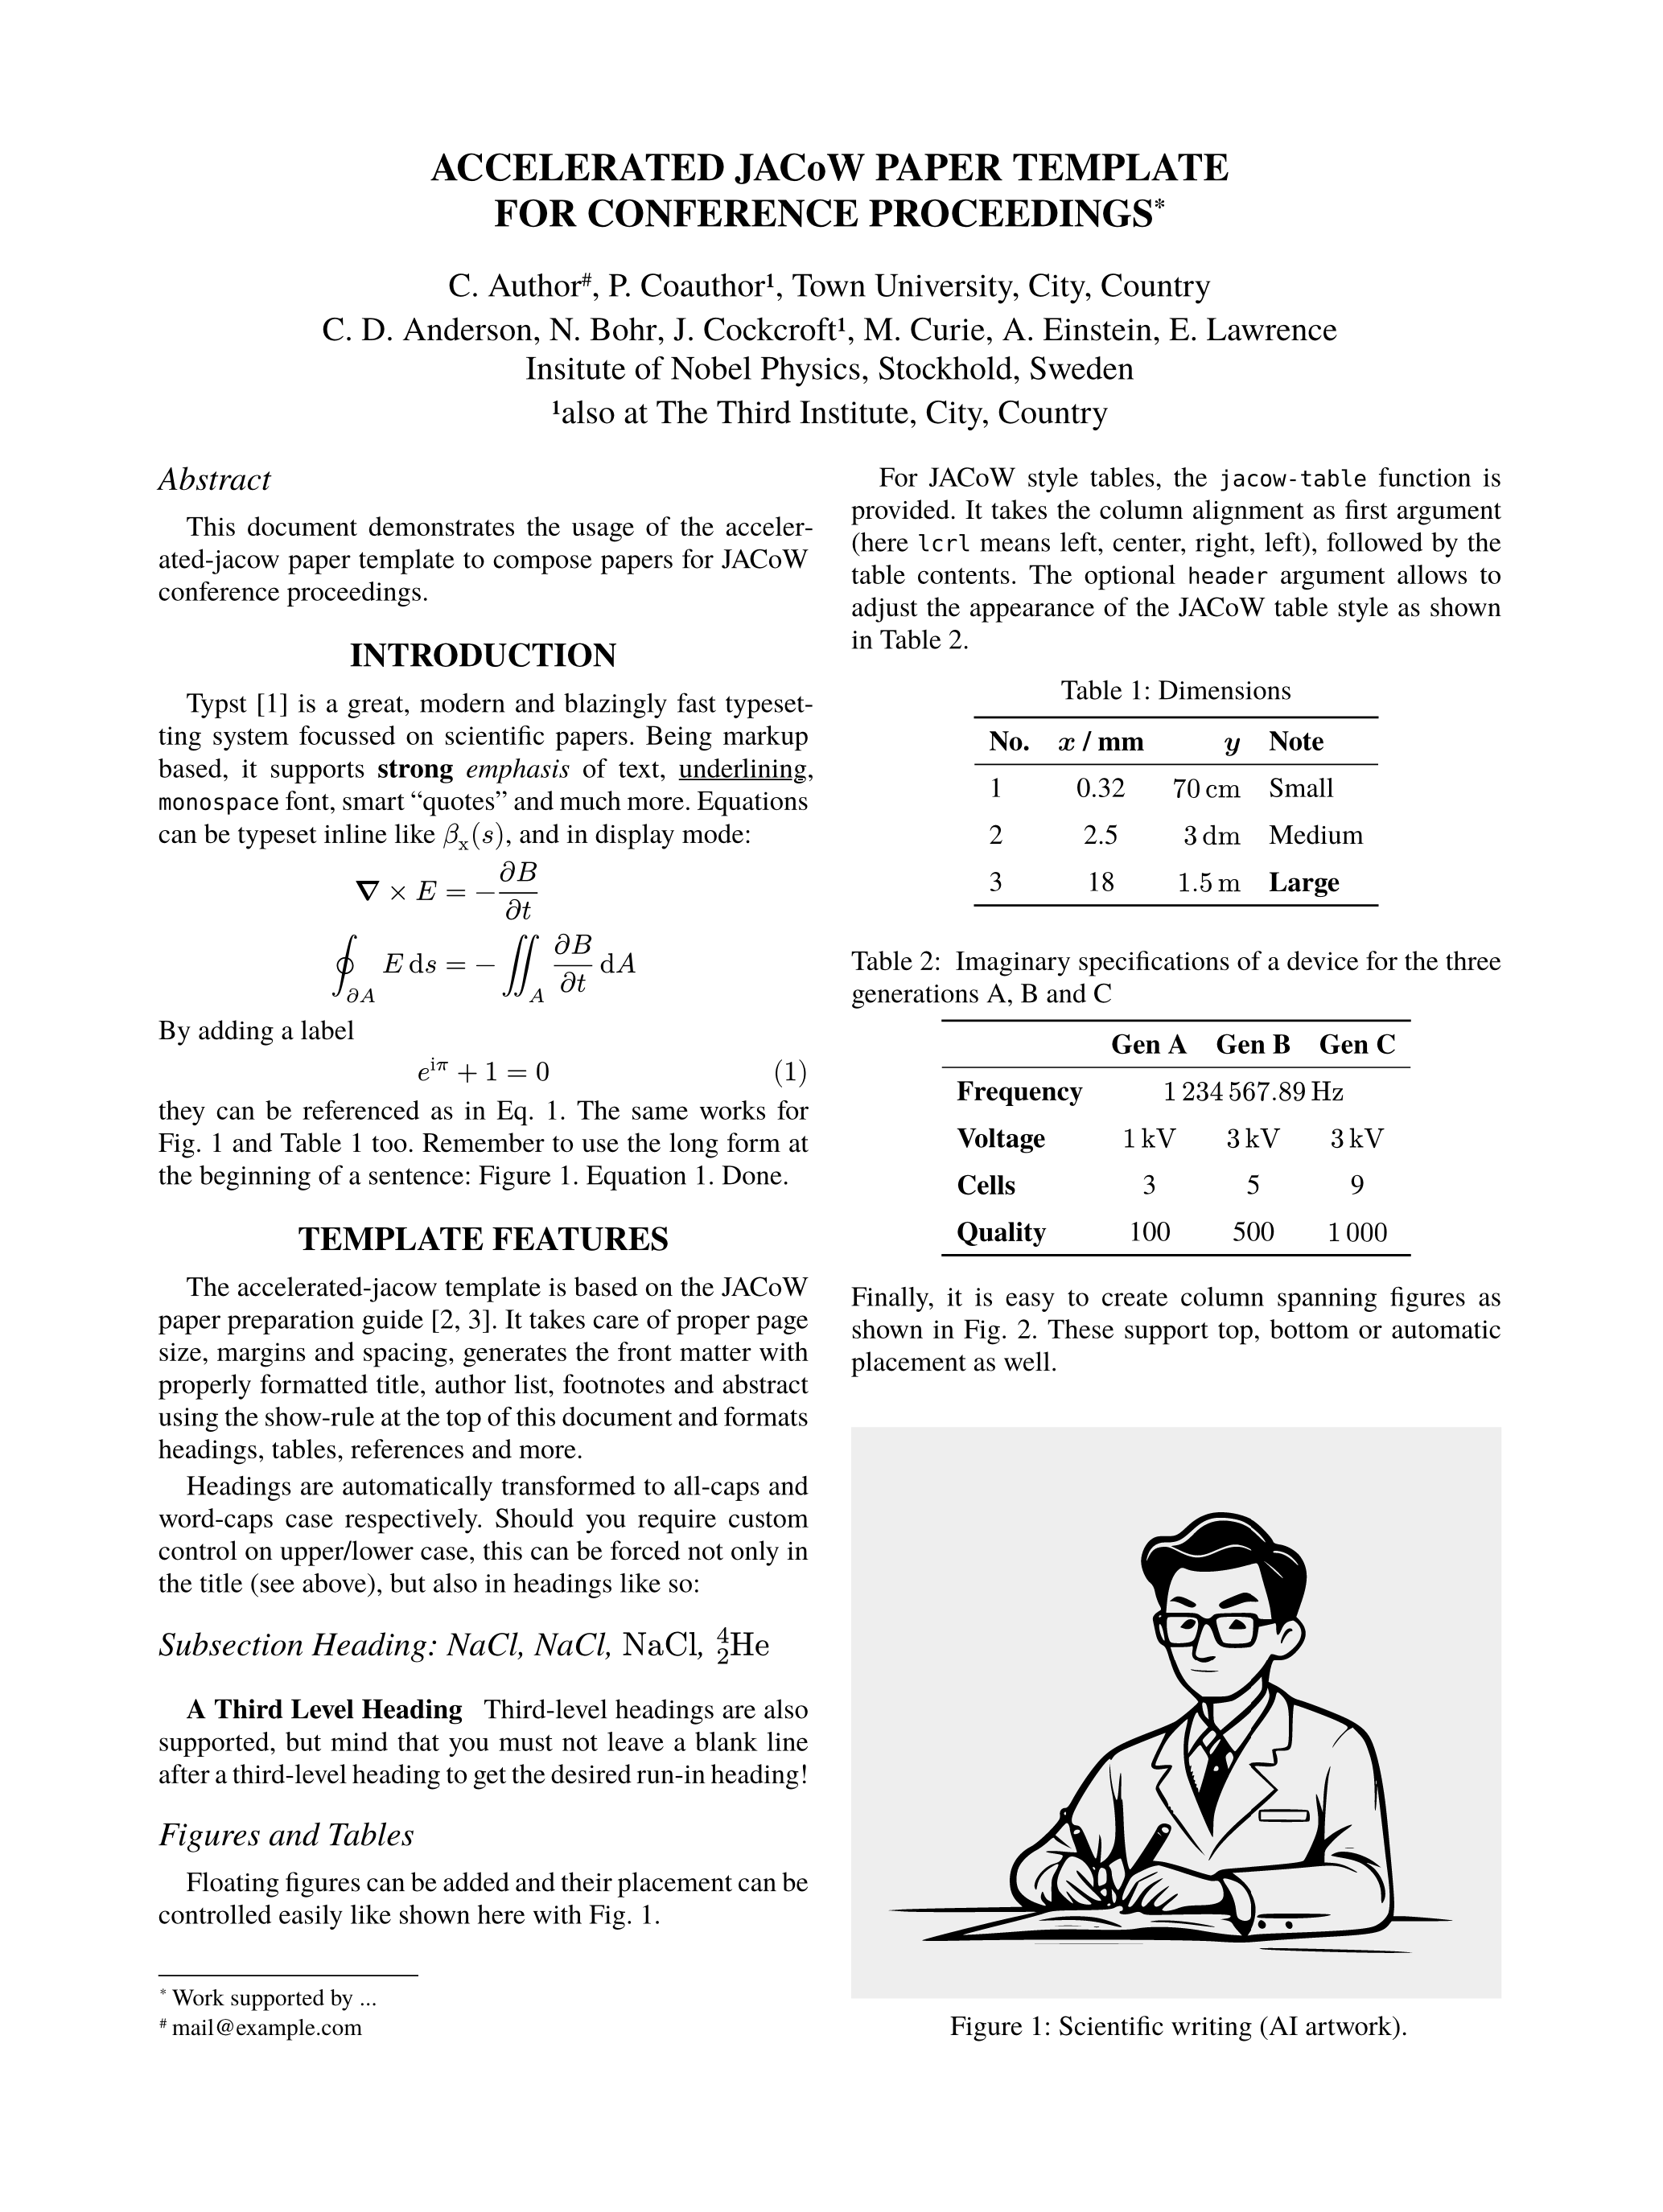 ACCELERATED JACoW PAPER TEMPLATE
FOR CONFERENCE PROCEEDINGS*
C. Author#, P. Coauthor¹, Town University, City, Country
C. D. Anderson, N. Bohr, J. Cockcroft¹, M. Curie, A. Einstein, E. Lawrence
Insitute of Nobel Physics, Stockhold, Sweden
¹also at The Third Institute, City, Country
Abstract
This document demonstrates the usage of the acceler-
ated-jacow paper template to compose papers for JACoW
conference proceedings.
INTRODUCTION
Typst [1] is a great, modern and blazingly fast typeset-
ting system focussed on scientific papers. Being markup
based, it supports strong emphasis of text, underlining,
monospace font, smart “quotes” and much more. Equations
can be typeset inline like βₓ(s), and in display mode:
∇ × E = −∂B/∂t
∮_∂A E ds = − ∬_A ∂B/∂t dA
By adding a label
e^{iπ} + 1 = 0 (1)
they can be referenced as in Eq. 1. The same works for
Fig. 1 and Table 1 too. Remember to use the long form at
the beginning of a sentence: Figure 1. Equation 1. Done.
TEMPLATE FEATURES
The accelerated-jacow template is based on the JACoW
paper preparation guide [2, 3]. It takes care of proper page
size, margins and spacing, generates the front matter with
properly formatted title, author list, footnotes and abstract
using the show-rule at the top of this document and formats
headings, tables, references and more.
Headings are automatically transformed to all-caps and
word-caps case respectively. Should you require custom
control on upper/lower case, this can be forced not only in
the title (see above), but also in headings like so:
Subsection Heading: NaCl, NaCl, NaCl, ⁴₂He
A Third Level Heading Third-level headings are also
supported, but mind that you must not leave a blank line
after a third-level heading to get the desired run-in heading!
Figures and Tables
Floating figures can be added and their placement can be
controlled easily like shown here with Fig. 1.
* Work supported by ...
# mail@example.com
For JACoW style tables, the jacow-table function is
provided. It takes the column alignment as first argument
(here lcrl means left, center, right, left), followed by the
table contents. The optional header argument allows to
adjust the appearance of the JACoW table style as shown
in Table 2.
Table 1: Dimensions
No. x / mm y Note
1 0.32 70 cm Small
2 2.5 3 dm Medium
3 18 1.5 m Large
Table 2: Imaginary specifications of a device for the three
generations A, B and C
Gen A Gen B Gen C
Frequency 1 234 567.89 Hz
Voltage 1 kV 3 kV 3 kV
Cells 3 5 9
Quality 100 500 1 000
Finally, it is easy to create column spanning figures as
shown in Fig. 2. These support top, bottom or automatic
placement as well.
Figure 1: Scientific writing (AI artwork).